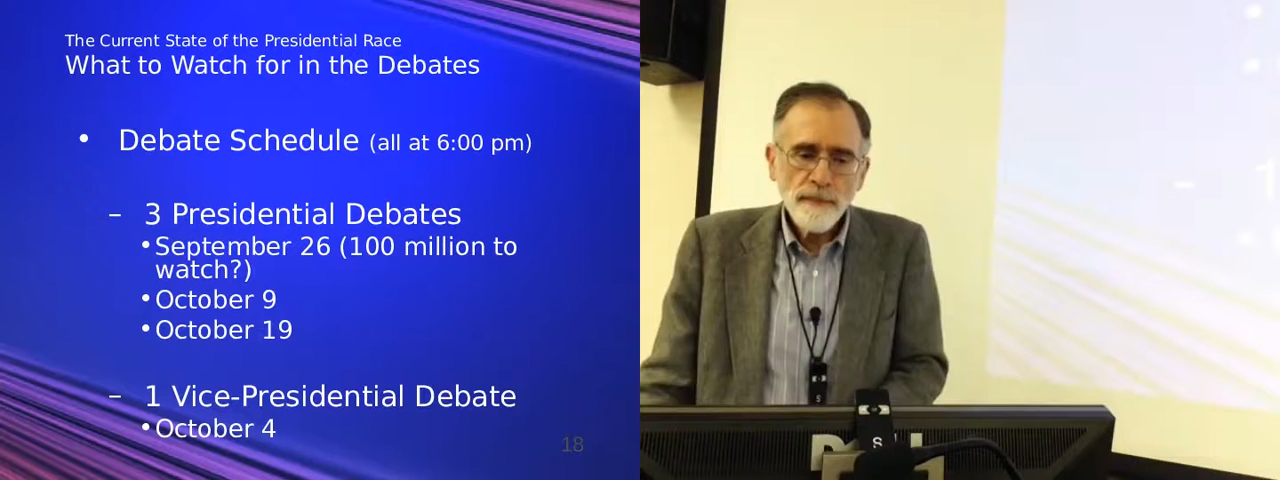 The Current State of the Presidential Race
What to Watch for in the Debates
• Debate Schedule (all at 6:00 pm)
– 3 Presidential Debates
• September 26 (100 million to
watch?)
• October 9
• October 19
– 1 Vice-Presidential Debate
• October 4
18
S
S